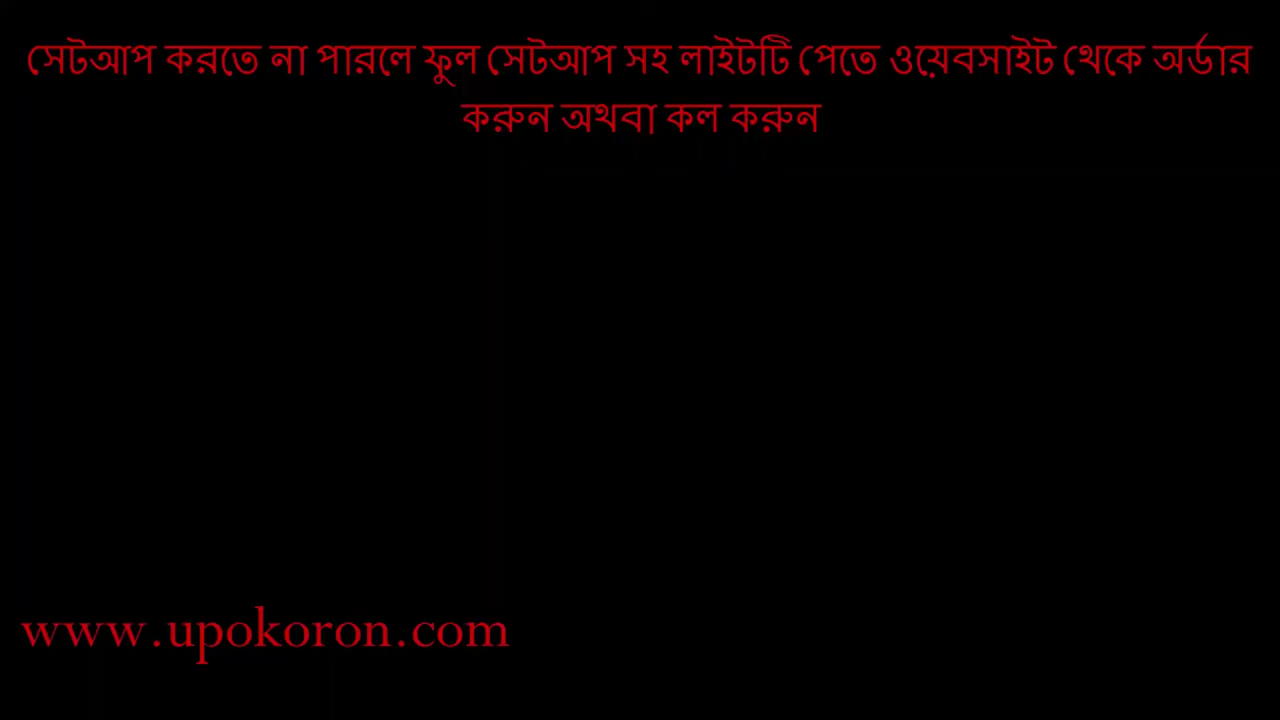 সেটআপ করতে না পারলে ফুল সেটআপ সহ লাইটটি পেতে ওয়েবসাইট থেকে অর্ডার
করুন অথবা কল করুন
www.upokoron.com